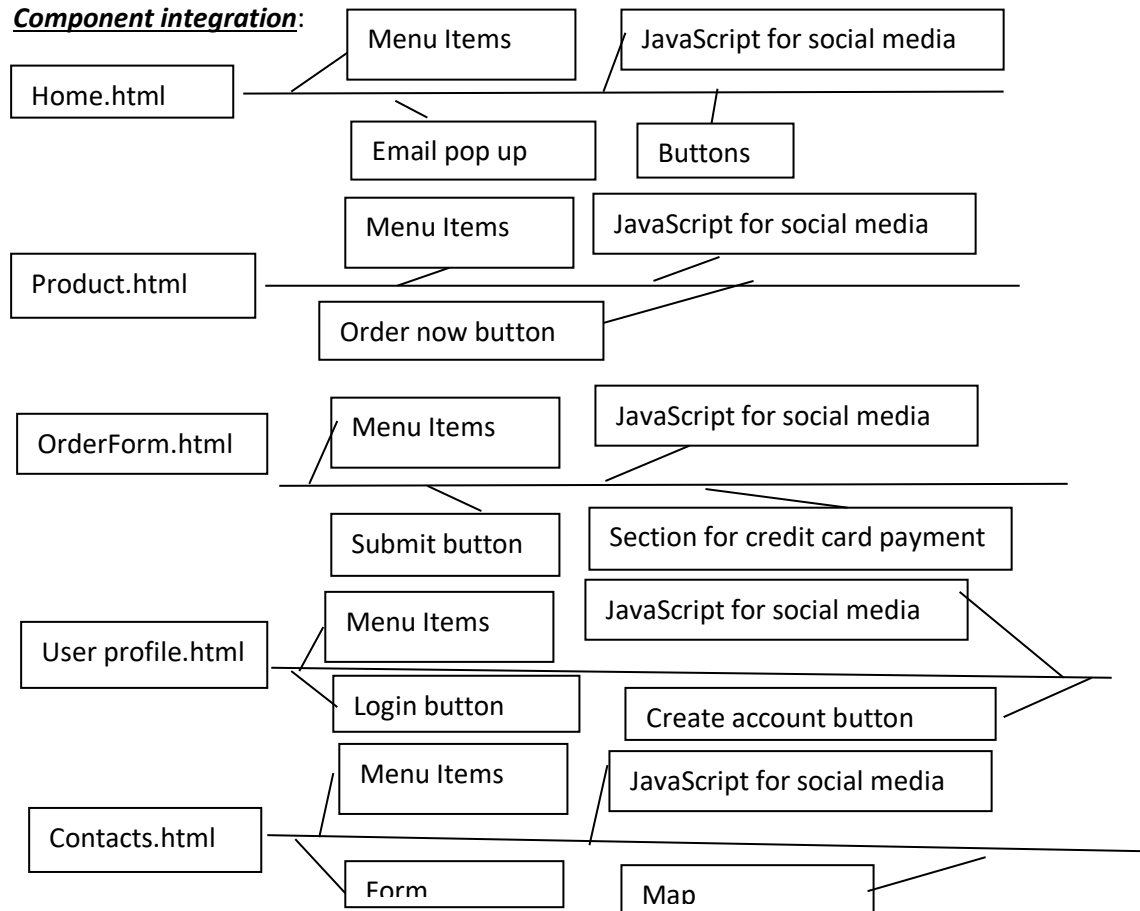 Component integration:
Menu Items
JavaScript for social media
Home.html
Email pop up
Buttons
Menu Items
JavaScript for social media
Product.html
Order now button
Menu Items
JavaScript for social media
OrderForm.html
Submit button
Section for credit card payment
Menu Items
JavaScript for social media
User profile.html
Login button
Create account button
Menu Items
JavaScript for social media
Contacts.html
Form
Map